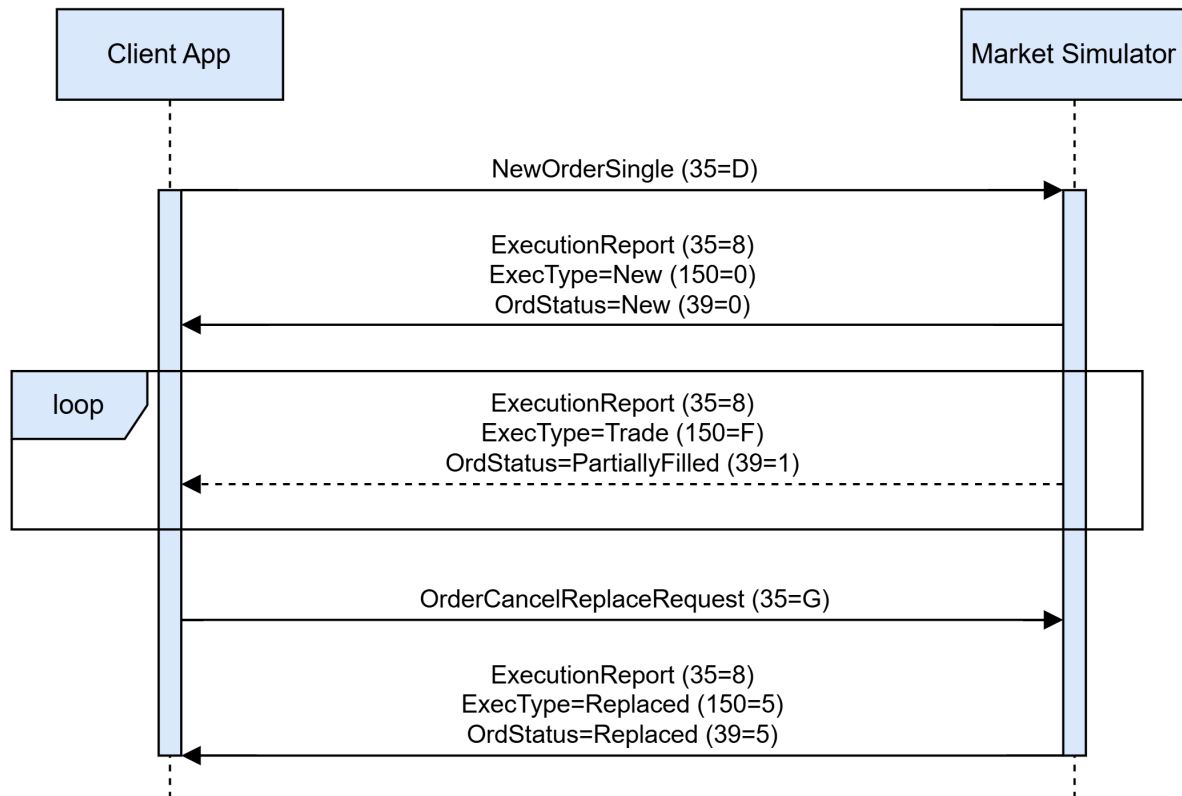 Client App
Market Simulator
NewOrderSingle (35=D)
ExecutionReport (35=8)
ExecType=New (150=0)
OrdStatus=New (39=0)
loop
ExecutionReport (35=8)
ExecType=Trade (150=F)
OrdStatus=PartiallyFilled (39=1)
OrderCancelReplaceRequest (35=G)
ExecutionReport (35=8)
ExecType=Replaced (150=5)
OrdStatus=Replaced (39=5)